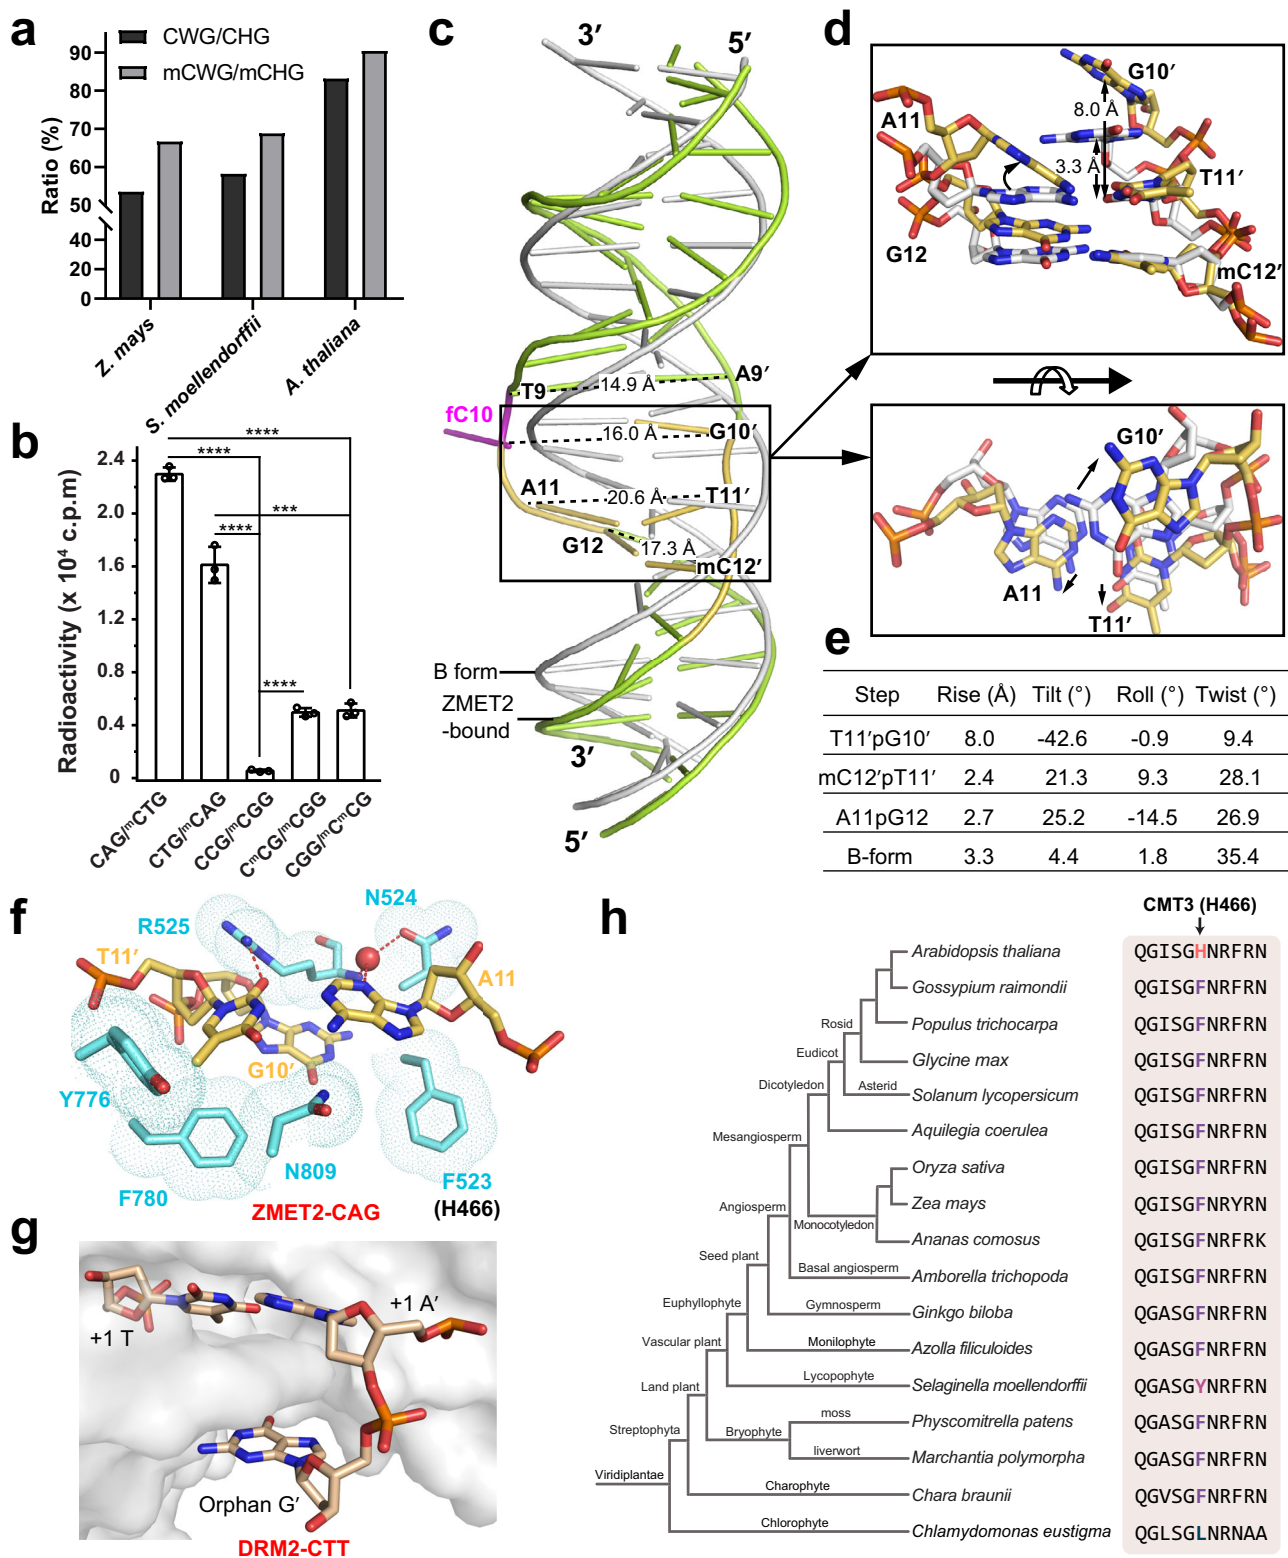 a
CWG/CHG
mCWG/mCHG
Ratio (%)
90
80
70
60
50
40
20
0
Z. mays
S. moellendorffii
A. thaliana
b
Radioactivity (x 10⁴ c.p.m)
2.4
2.0
1.6
1.2
0.8
0.4
0
****
****
***
****
****
CAG/ᵐCTG
CTG/ᵐCAG
CCG/ᵐCGG
CᵐCG/ᵐCGG
CGG/ᵐCᵐCG
c
3′
5′
T9
14.9 Å
A9′
fC10
16.0 Å
G10′
A11
20.6 Å
T11′
G12
17.3 Å
mC12′
B form
ZMET2
-bound
3′
5′
d
G10′
A11
8.0 Å
3.3 Å
T11′
G12
mC12′
G10′
A11
T11′
e
Step Rise (Å) Tilt (°) Roll (°) Twist (°)
T11′pG10′ 8.0 -42.6 -0.9 9.4
mC12′pT11′ 2.4 21.3 9.3 28.1
A11pG12 2.7 25.2 -14.5 26.9
B-form 3.3 4.4 1.8 35.4
f
N524
R525
T11′
A11
G10′
Y776
N809
F780
F523
(H466)
ZMET2-CAG
g
+1 T
+1 A′
Orphan G′
DRM2-CTT
h
CMT3 (H466)
Arabidopsis thaliana QGISGHNRFRN
Gossypium raimondii QGISGFNRFRN
Populus trichocarpa QGISGFNRFRN
Glycine max QGISGFNRFRN
Solanum lycopersicum QGISGFNRFRN
Aquilegia coerulea QGISGFNRFRN
Oryza sativa QGISGFNRFRN
Zea mays QGISGFNRYRN
Ananas comosus QGISGFNRFRK
Amborella trichopoda QGISGFNRFRN
Ginkgo biloba QGASGFNRFRN
Azolla filiculoides QGASGFNRFRN
Selaginella moellendorffii QGASGYNRFRN
Physcomitrella patens QGASGFNRFRN
Marchantia polymorpha QGASGFNRFRN
Chara braunii QGVSGFNRFRN
Chlamydomonas eustigma QGLSGLNRNAA
Rosid
Eudicot
Asterid
Dicotyledon
Mesangiosperm
Angiosperm
Monocotyledon
Seed plant
Basal angiosperm
Euphyllophyte
Gymnosperm
Vascular plant
Monilophyte
Land plant
Lycopophyte
moss
Streptophyta
Bryophyte
liverwort
Viridiplantae
Charophyte
Chlorophyte